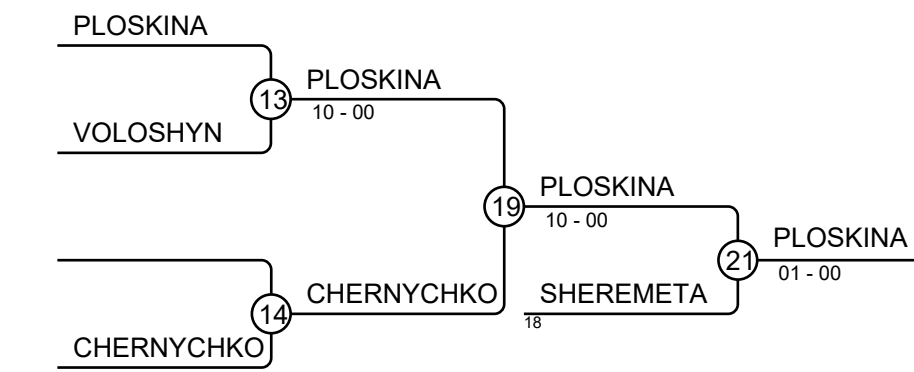 PLOSKINA
13
PLOSKINA
10 - 00
VOLOSHYN
19
PLOSKINA
10 - 00
21
PLOSKINA
01 - 00
14
CHERNYCHKO
SHEREMETA
18
CHERNYCHKO